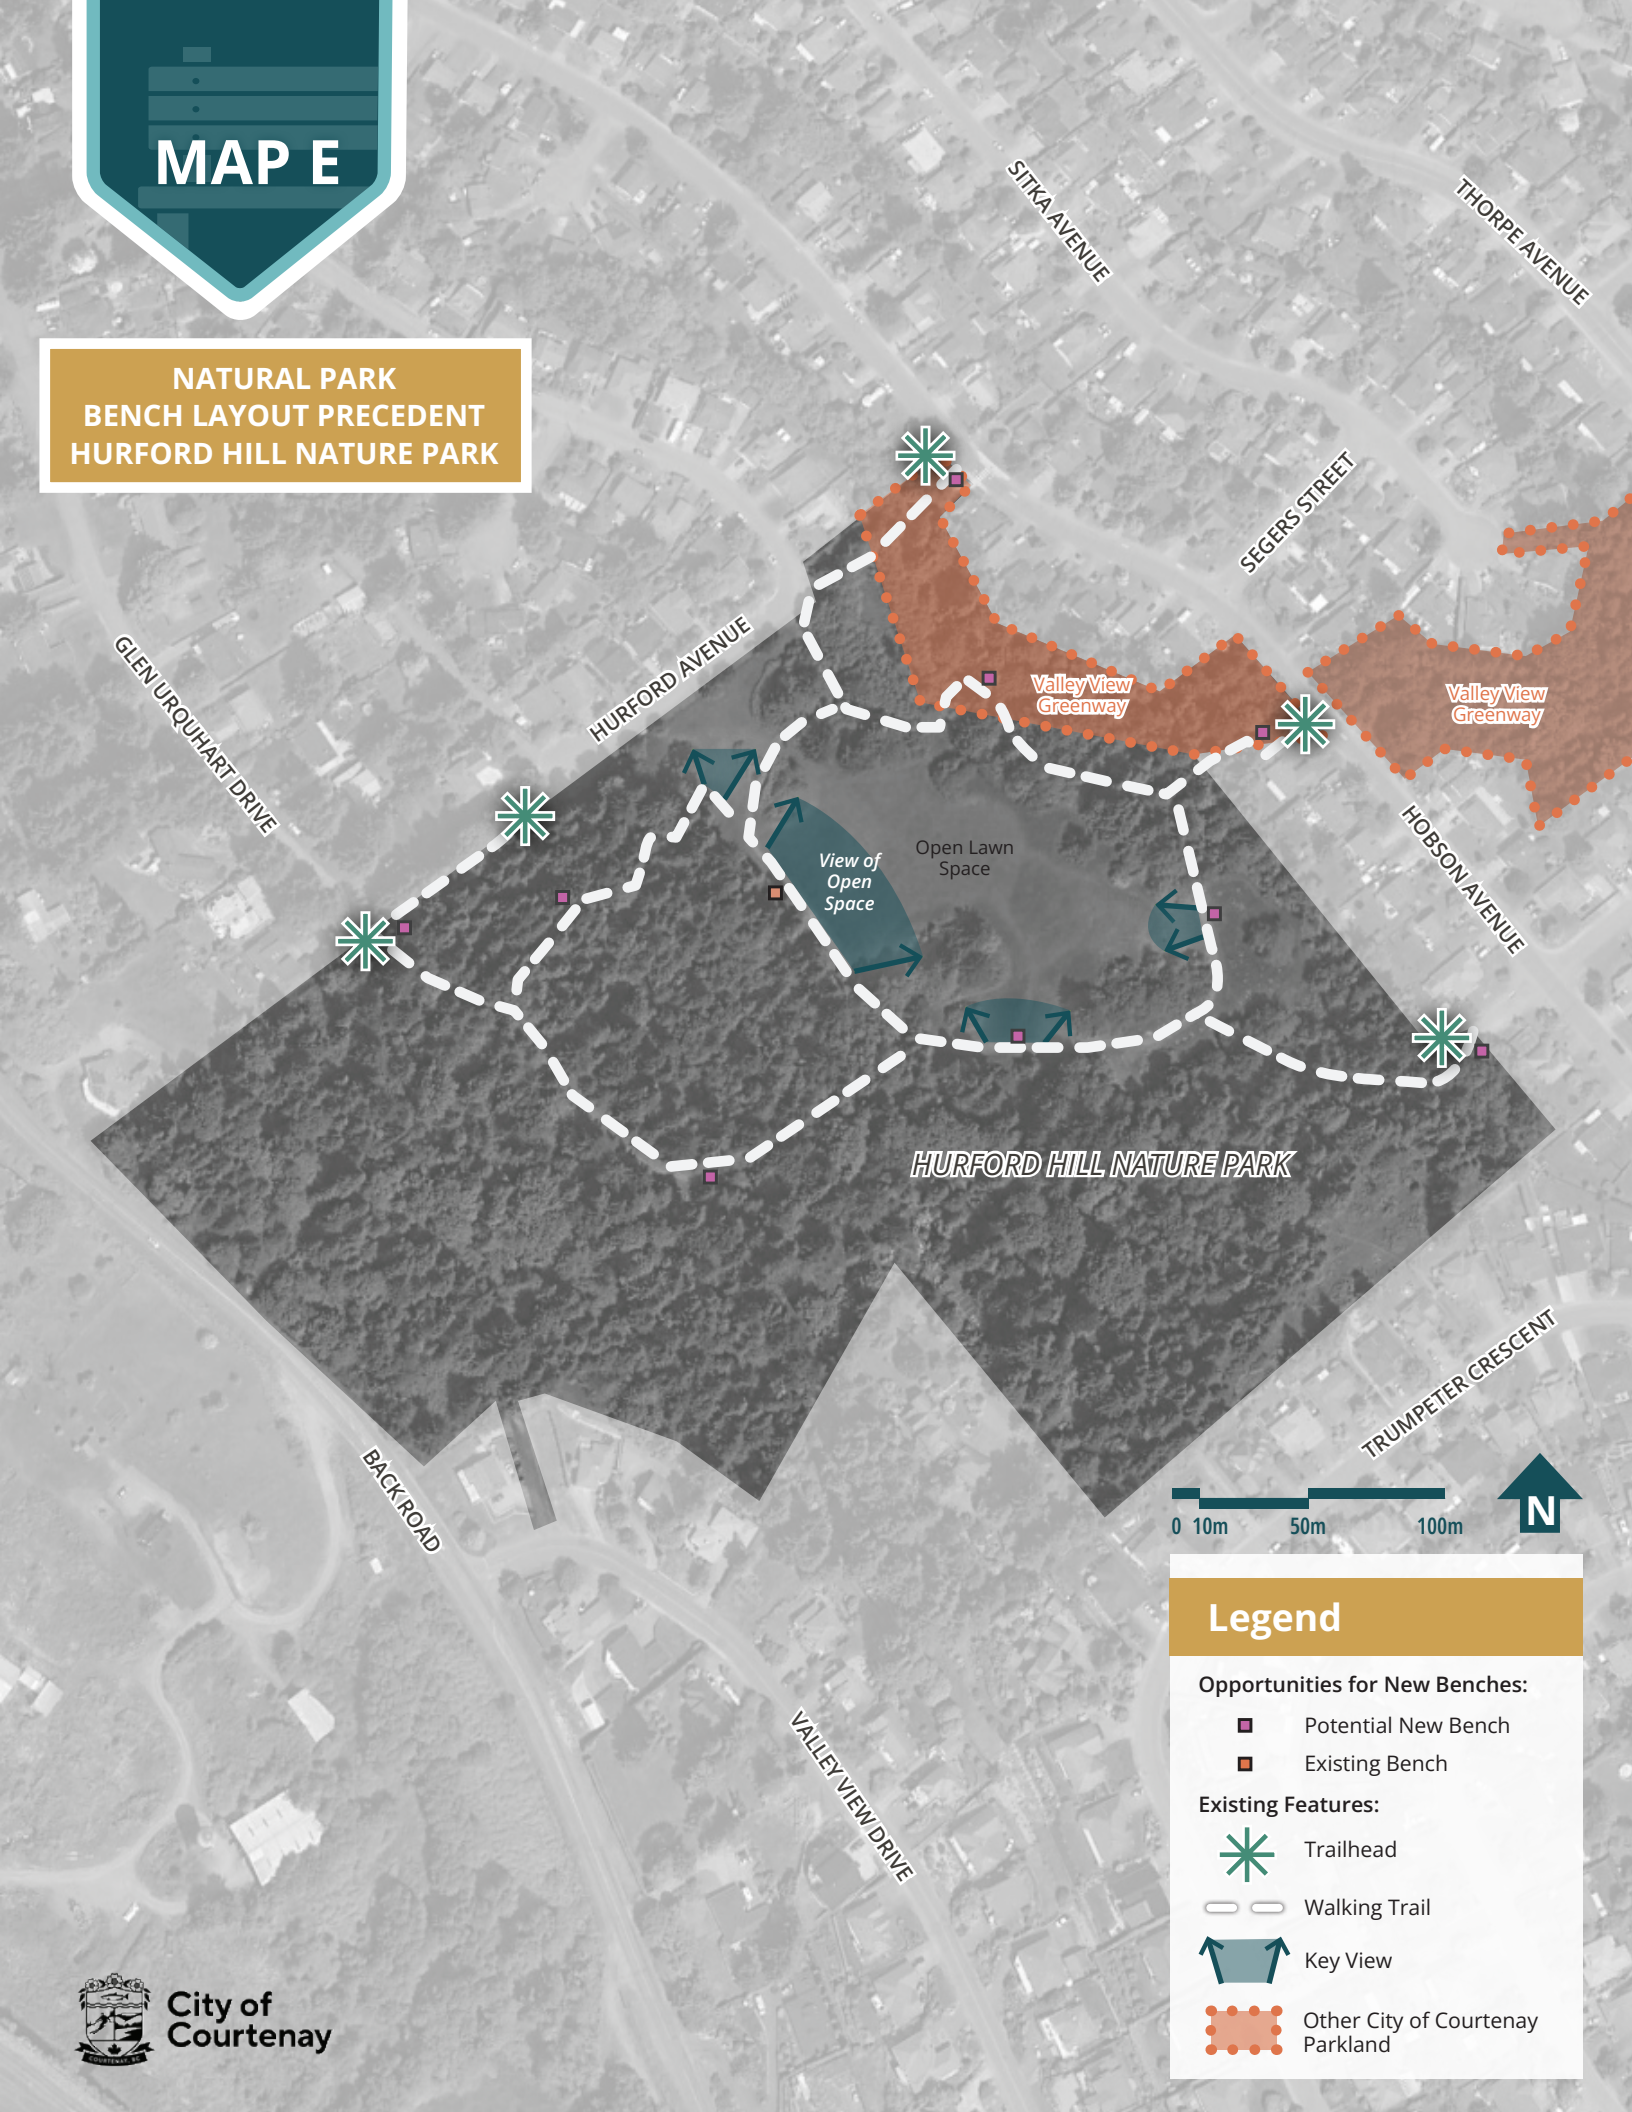 MAP E
NATURAL PARK
BENCH LAYOUT PRECEDENT
HURFORD HILL NATURE PARK
SITKA AVENUE
THORPE AVENUE
SEGERS STREET
GLEN URQUHART DRIVE
HURFORD AVENUE
Valley View
Greenway
Valley View
Greenway
HOBSON AVENUE
Open Lawn
Space
View of
Open
Space
HURFORD HILL NATURE PARK
TRUMPETER CRESCENT
BACK ROAD
VALLEY VIEW DRIVE
0 10m 50m 100m
N
Legend
Opportunities for New Benches:
Potential New Bench
Existing Bench
Existing Features:
Trailhead
Walking Trail
Key View
Other City of Courtenay
Parkland
City of
Courtenay
COURTENAY, BC